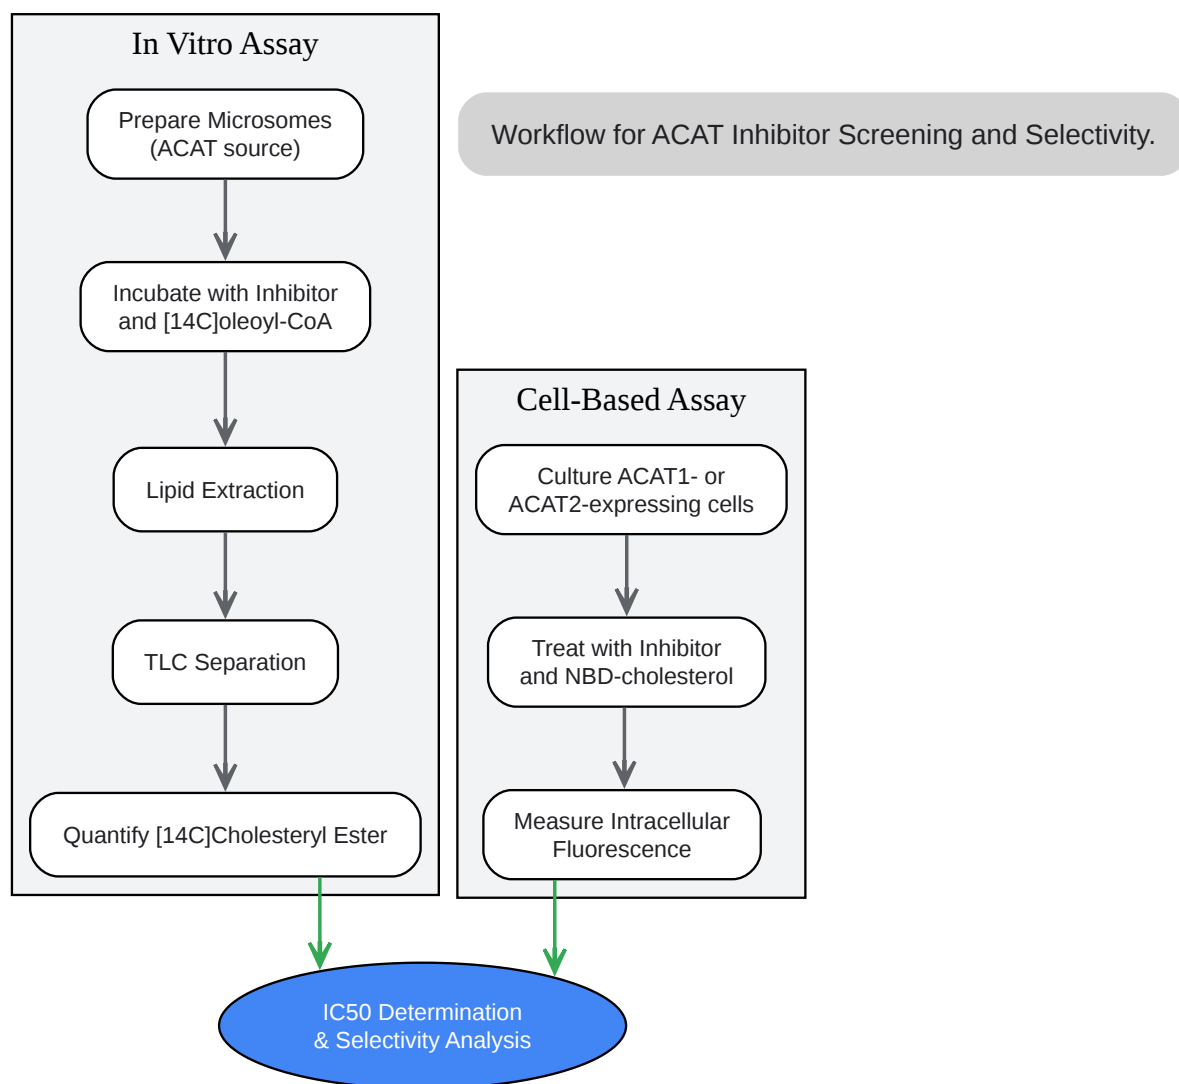 In Vitro Assay
Prepare Microsomes
(ACAT source)
Incubate with Inhibitor
and [14C]oleoyl-CoA
Lipid Extraction
TLC Separation
Quantify [14C]Cholesteryl Ester
Workflow for ACAT Inhibitor Screening and Selectivity.
Cell-Based Assay
Culture ACAT1- or
ACAT2-expressing cells
Treat with Inhibitor
and NBD-cholesterol
Measure Intracellular
Fluorescence
IC50 Determination
& Selectivity Analysis